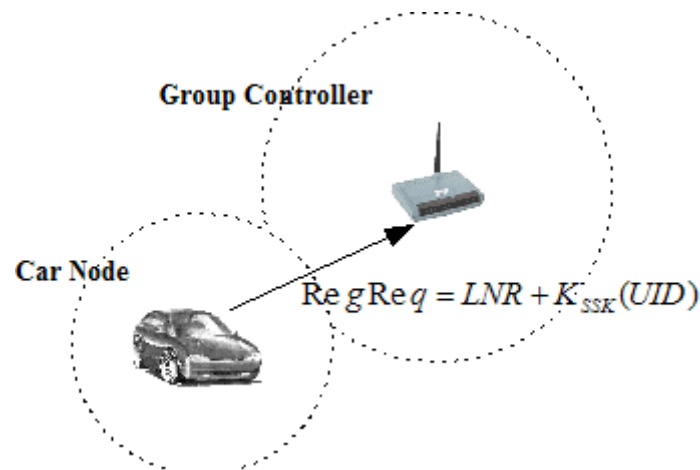 Group Controller
Car Node
Re g Re q = LNR + K_SSK (UID)